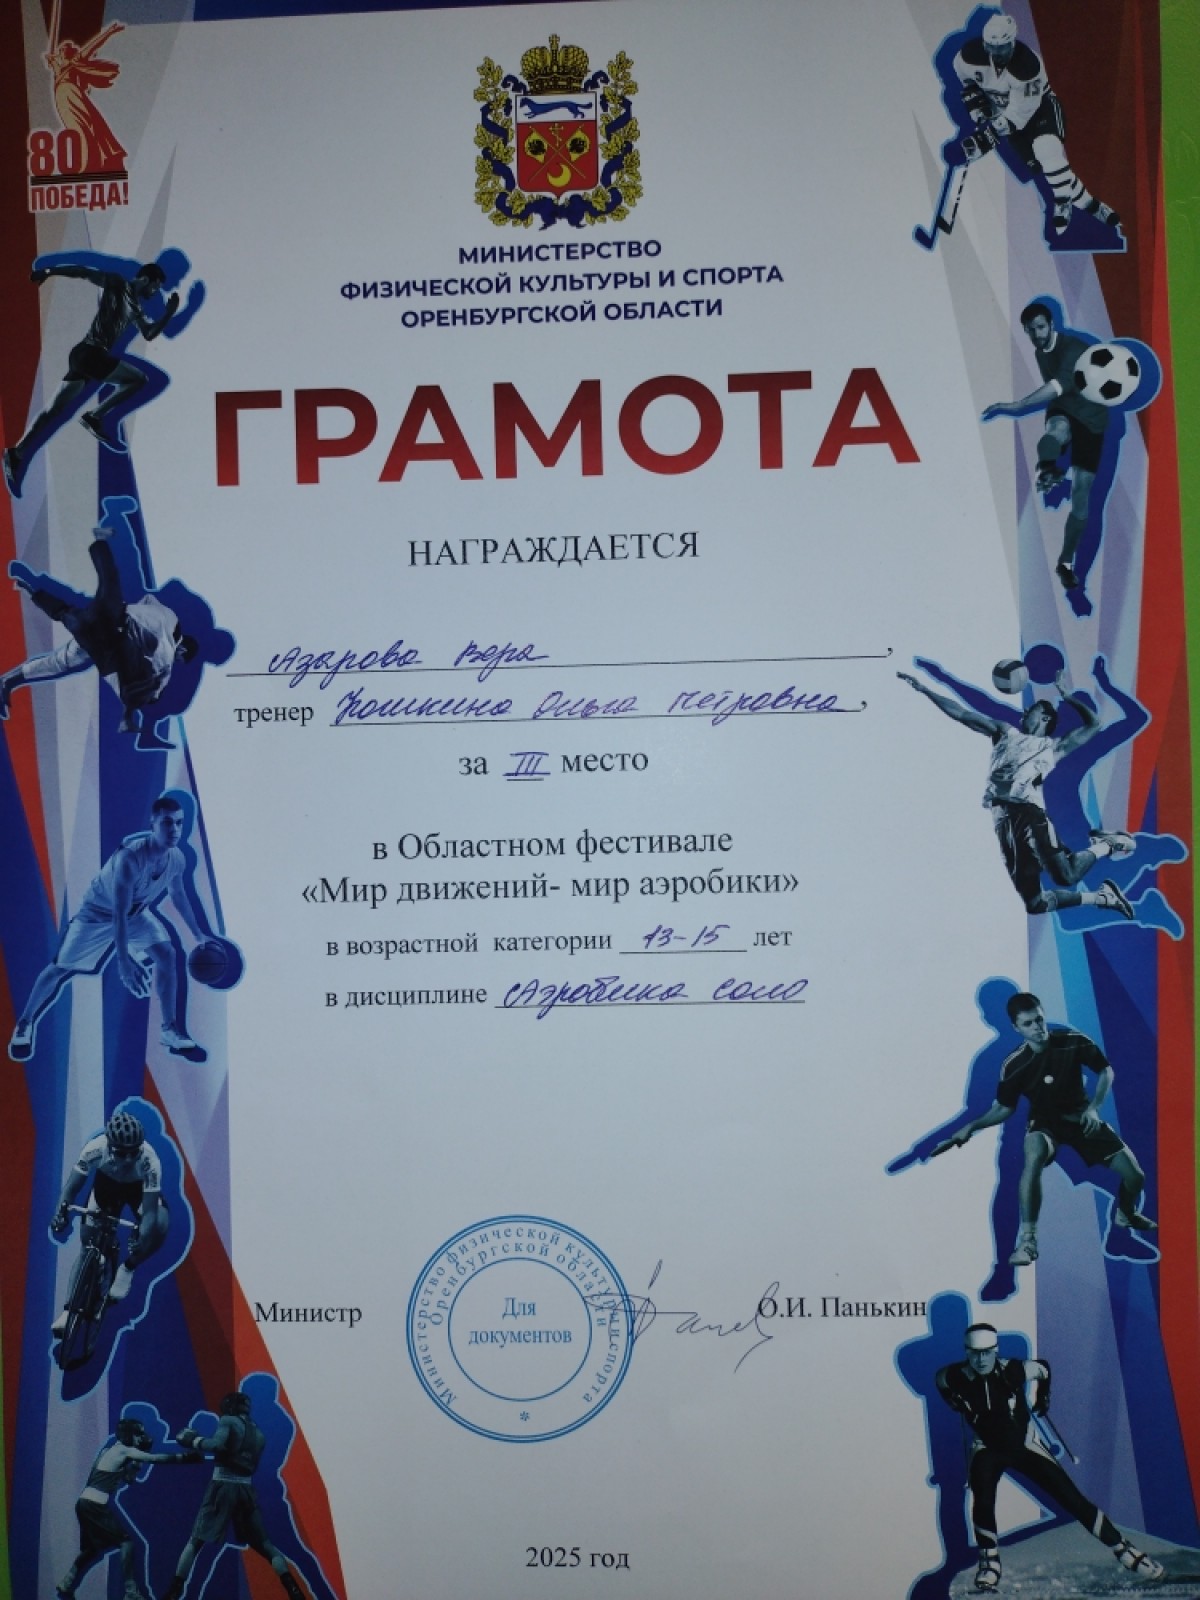 80
ПОБЕДА!
МИНИСТЕРСТВО
ФИЗИЧЕСКОЙ КУЛЬТУРЫ И СПОРТА
ОРЕНБУРГСКОЙ ОБЛАСТИ
ГРАМОТА
НАГРАЖДАЕТСЯ
Азарова Вера,
тренер Кошкина Ольга Петровна,
за III место
в Областном фестивале
«Мир движений- мир аэробики»
в возрастной категории 13-15 лет
в дисциплине Аэробика соло
Министерство физической культуры и спорта
Оренбургской области
Для
документов
Министр О.И. Панькин
2025 год
15